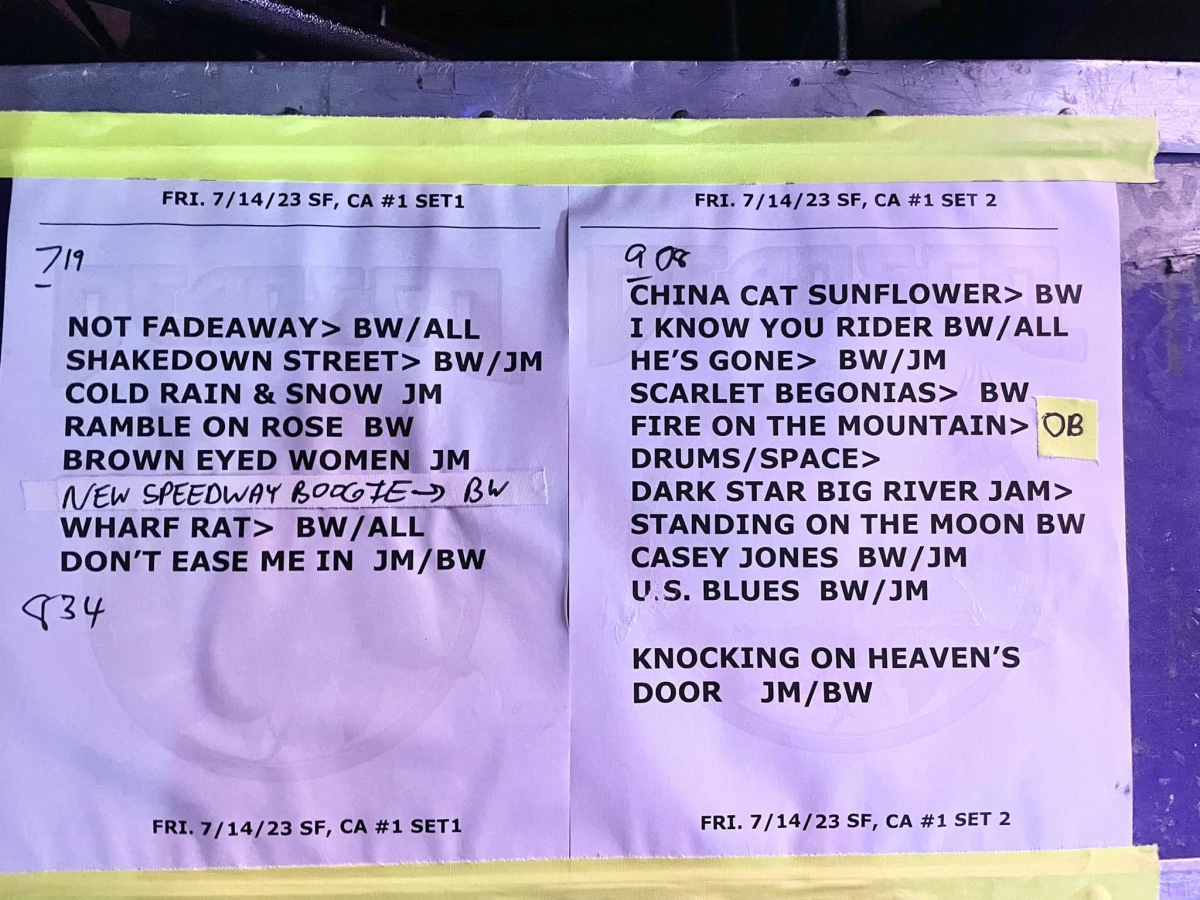 FRI. 7/14/23 SF, CA #1 SET1
719
NOT FADEAWAY> BW/ALL
SHAKEDOWN STREET> BW/JM
COLD RAIN & SNOW JM
RAMBLE ON ROSE BW
BROWN EYED WOMEN JM
NEW SPEEDWAY BOOGIE→ BW
WHARF RAT> BW/ALL
DON'T EASE ME IN JM/BW
834
FRI. 7/14/23 SF, CA #1 SET1
FRI. 7/14/23 SF, CA #1 SET 2
908
CHINA CAT SUNFLOWER> BW
I KNOW YOU RIDER BW/ALL
HE'S GONE> BW/JM
SCARLET BEGONIAS> BW
FIRE ON THE MOUNTAIN> OB
DRUMS/SPACE>
DARK STAR BIG RIVER JAM>
STANDING ON THE MOON BW
CASEY JONES BW/JM
U.S. BLUES BW/JM
KNOCKING ON HEAVEN'S
DOOR JM/BW
FRI. 7/14/23 SF, CA #1 SET 2